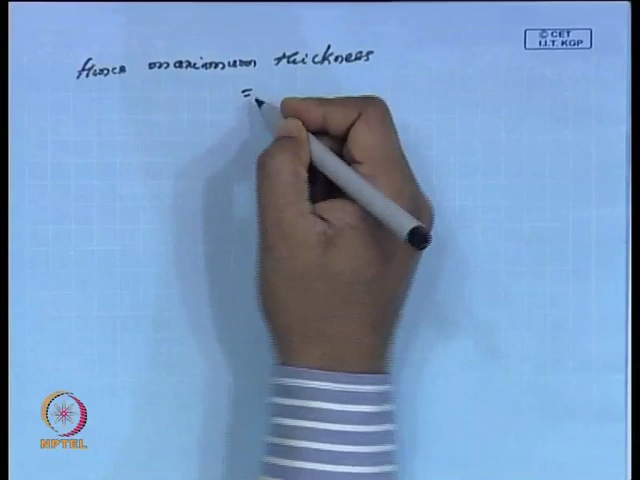 © CET
I.I.T. KGP
Hence maximum thickness
=
NPTEL